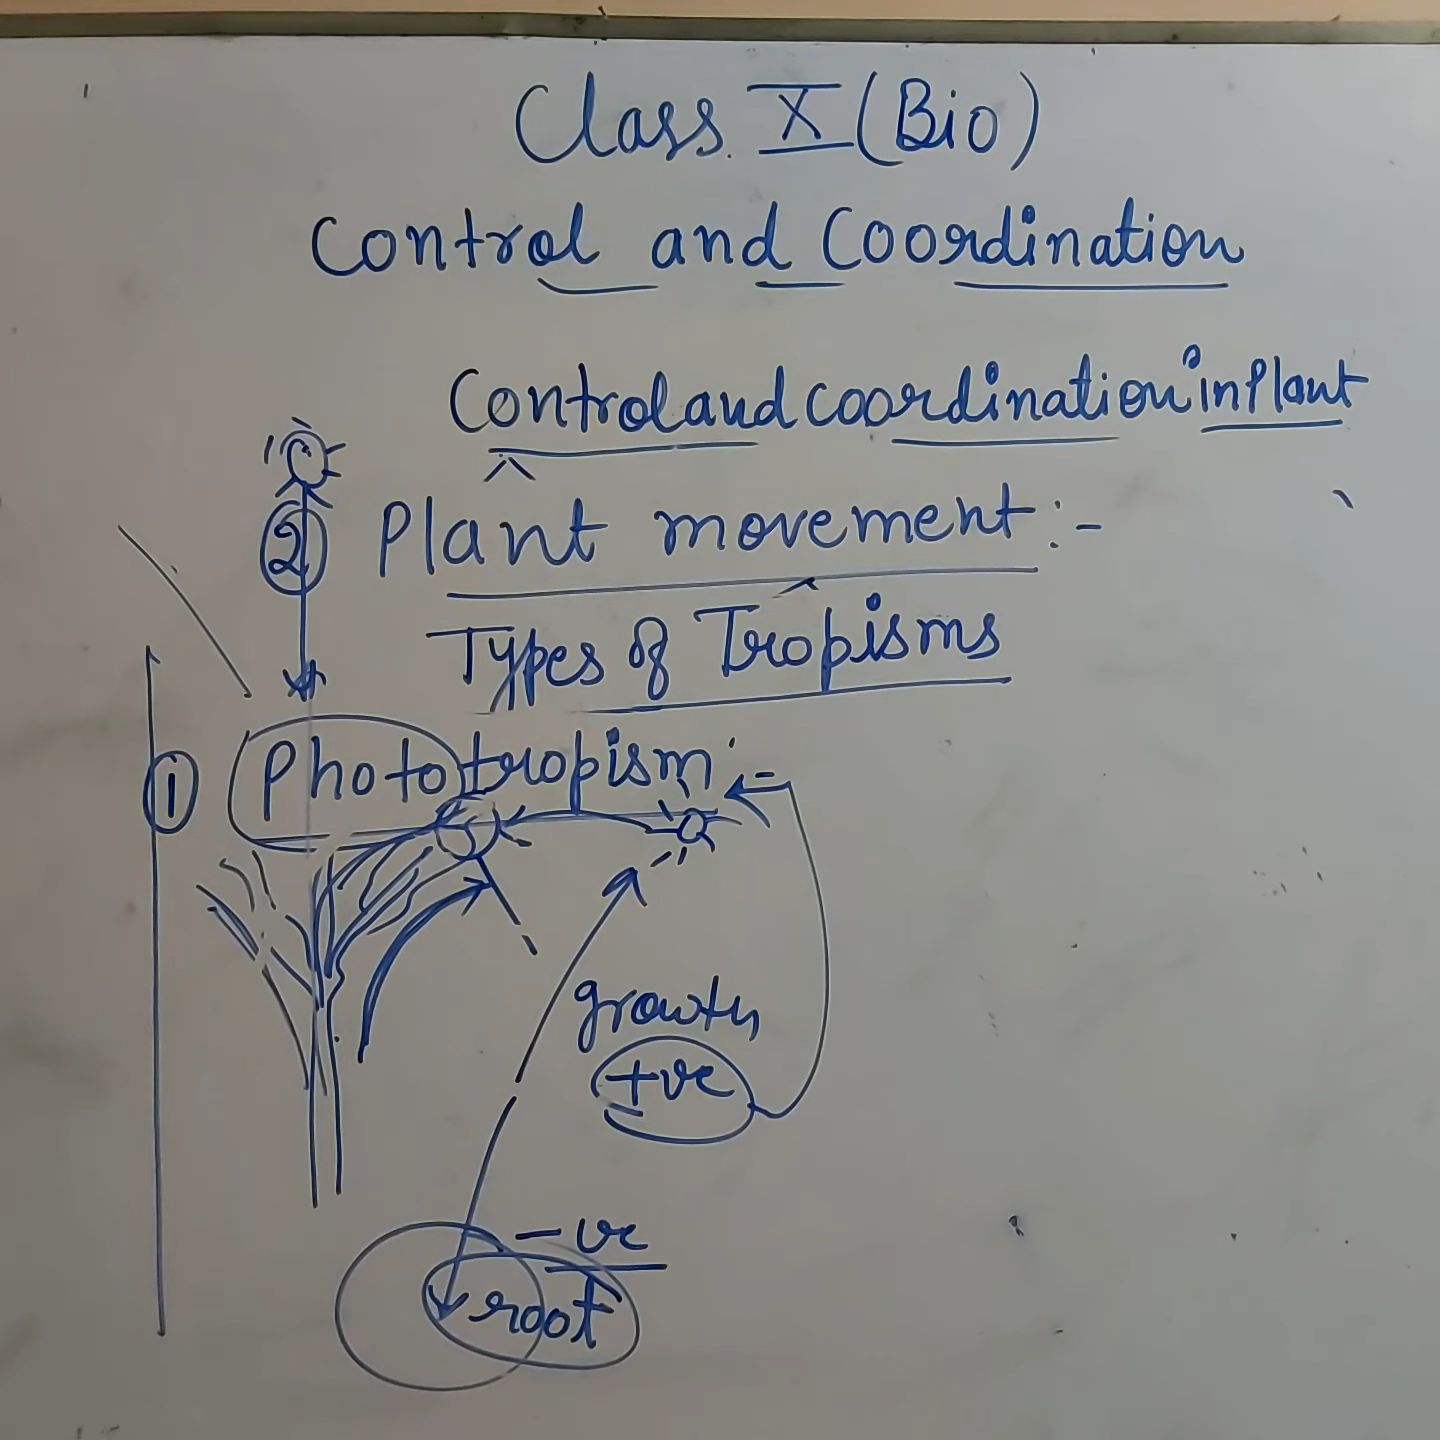 Class X (Bio)
Control and Coordination
Control and coordination in Plant
② Plant movement :-
Types of Tropisms
① Phototropism :-
growth
+ve
-ve
root